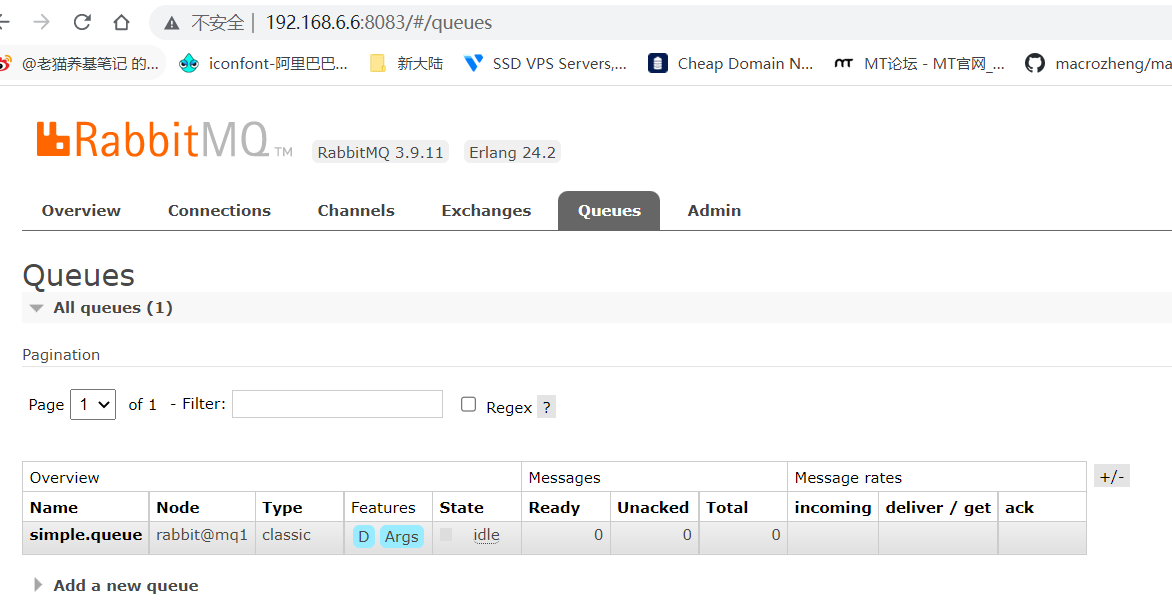 不安全 | 192.168.6.6:8083/#/queues
@老猫养基笔记 的... iconfont-阿里巴巴... 新大陆 SSD VPS Servers,... Cheap Domain N... MT论坛 - MT官网_... macrozheng/ma
RabbitMQ TM RabbitMQ 3.9.11 Erlang 24.2
Overview Connections Channels Exchanges Queues Admin
Queues
All queues (1)
Pagination
Page 1 of 1 - Filter: Regex ?
Overview Messages Message rates +/-
Name Node Type Features State Ready Unacked Total incoming deliver / get ack
simple.queue rabbit@mq1 classic D Args idle 0 0 0
Add a new queue